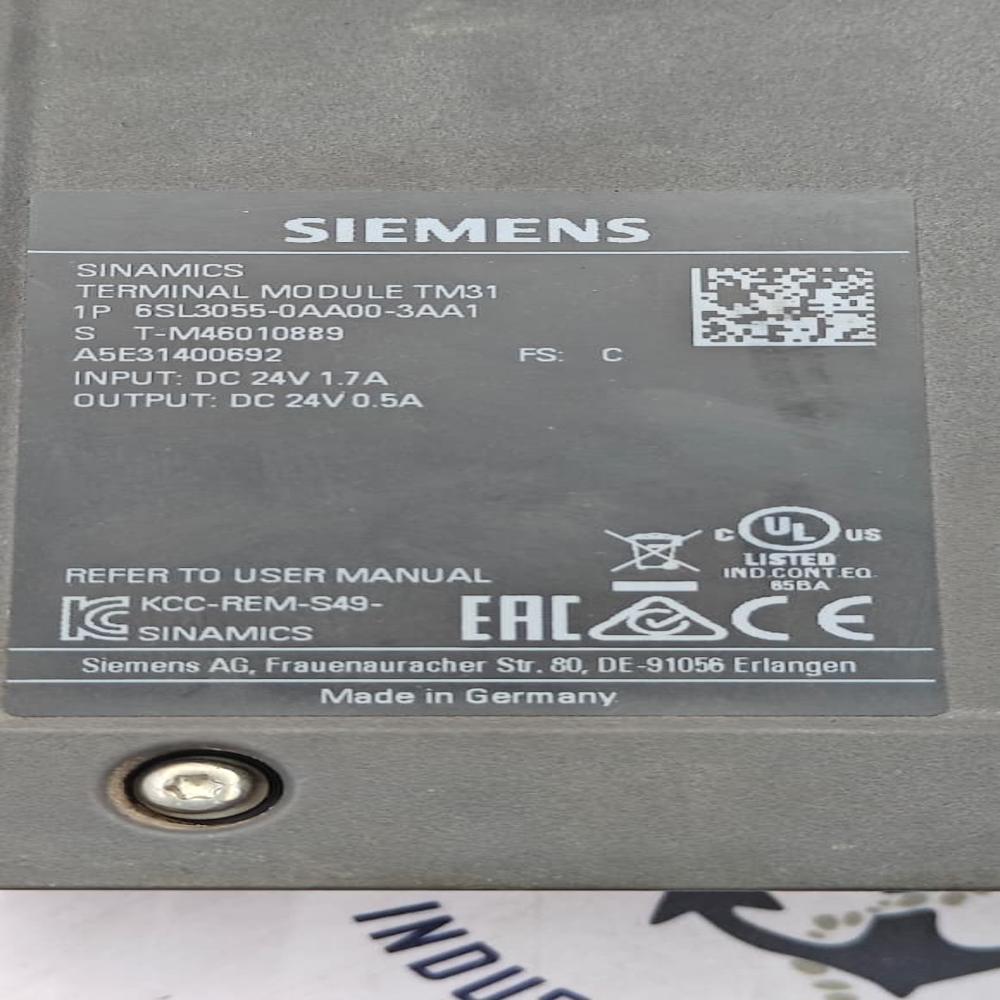 SIEMENS
SINAMICS
TERMINAL MODULE TM31
1P 6SL3055-0AA00-3AA1
S T-M46010889
A5E31400692 FS: C
INPUT: DC 24V 1.7A
OUTPUT: DC 24V 0.5A
C UL US
LISTED
IND.CONT.EQ.
65BA
REFER TO USER MANUAL
KC KCC-REM-S49-
SINAMICS
EAC CE
Siemens AG, Frauenauracher Str. 80, DE-91056 Erlangen
Made in Germany
INDUS